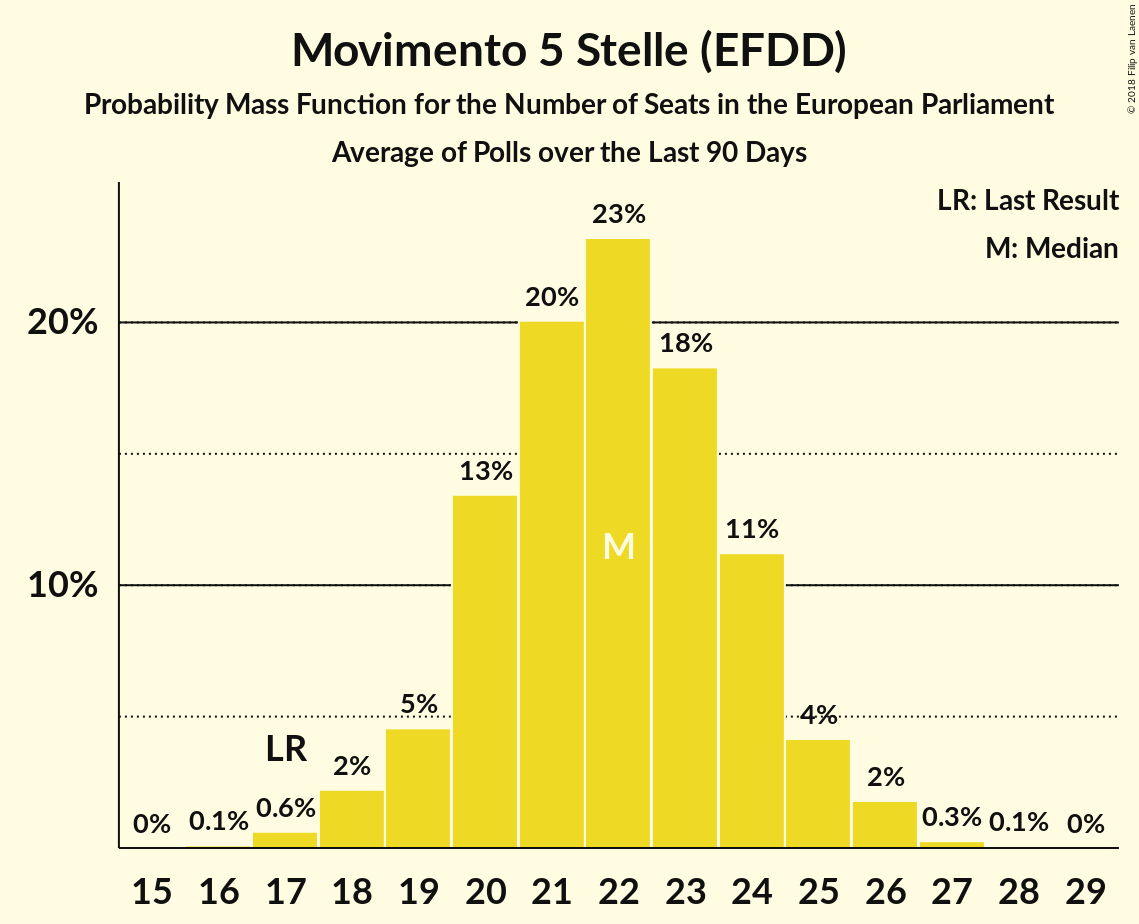 Movimento 5 Stelle (EFDD)
Probability Mass Function for the Number of Seats in the European Parliament
Average of Polls over the Last 90 Days
© 2018 Filip van Laenen
LR: Last Result
M: Median
23%
20%
20%
18%
13%
11%
M
10%
5%
4%
LR
2%
2%
0% 0.1% 0.6% 0.3% 0.1% 0%
15 16 17 18 19 20 21 22 23 24 25 26 27 28 29